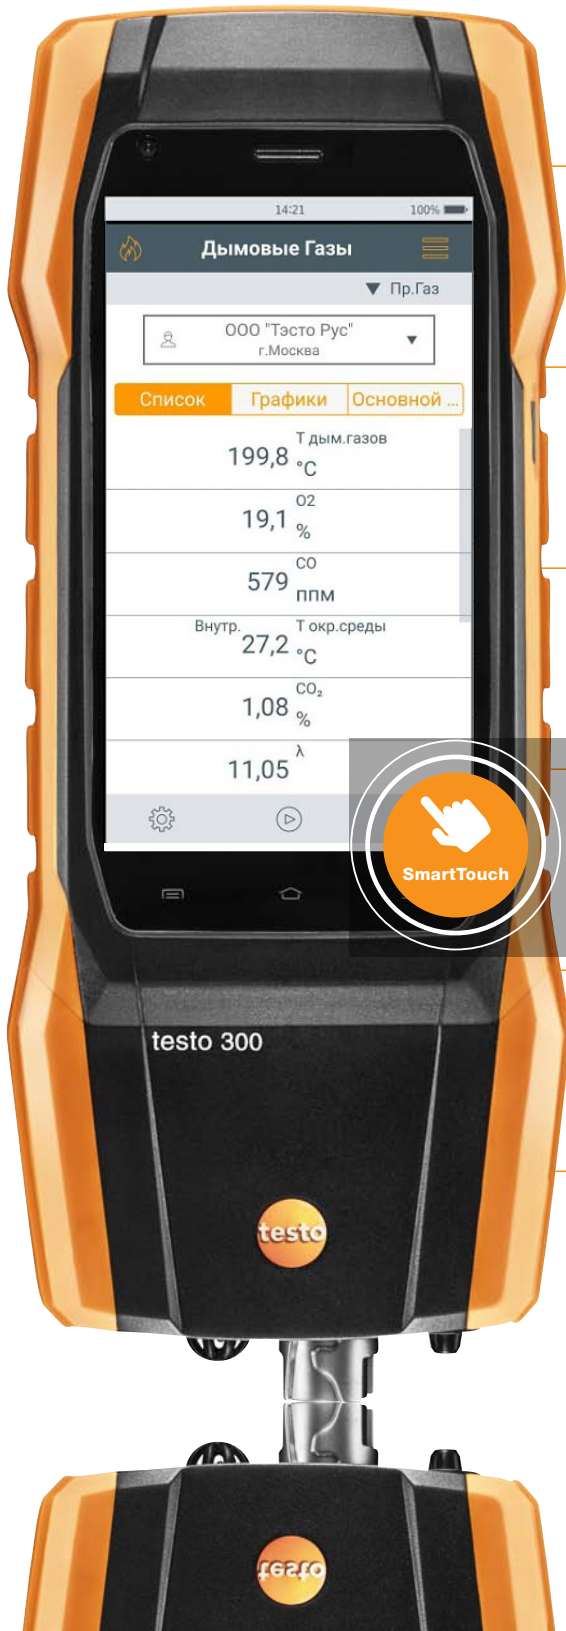 14:21 100%
Дымовые Газы
Пр.Газ
ООО "Тэсто Рус"
г.Москва
Список Графики Основной ...
Т дым.газов
199,8 °C
O2
19,1 %
CO
579 ппм
Внутр. Т окр.среды
27,2 °C
CO₂
1,08 %
λ
11,05
SmartTouch
testo 300
testo
testo